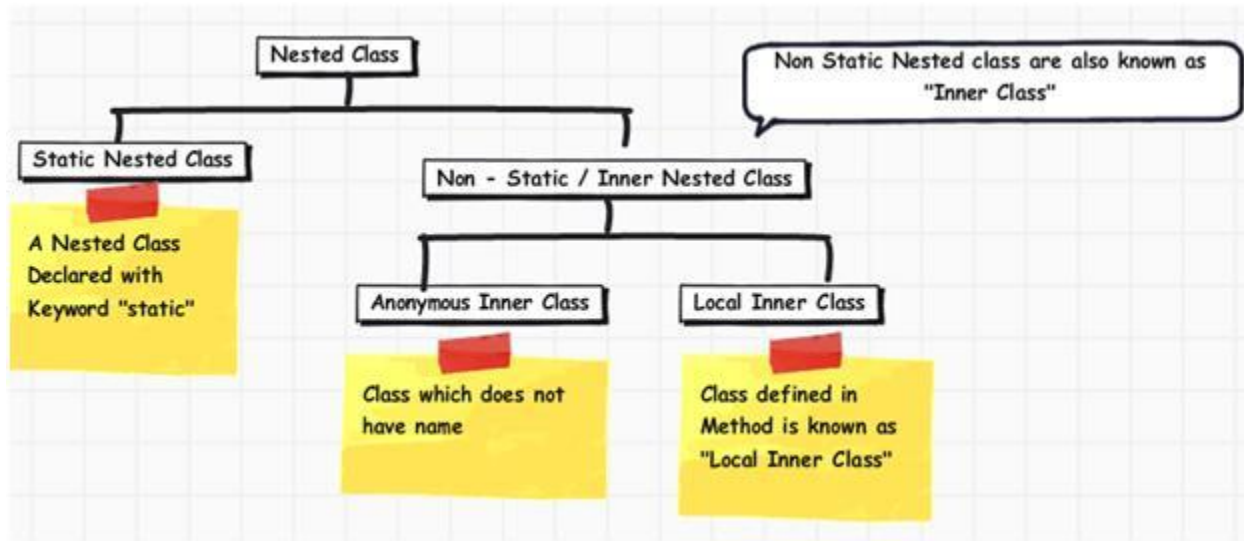 Nested Class
Non Static Nested class are also known as
"Inner Class"
Static Nested Class
Non - Static / Inner Nested Class
A Nested Class
Declared with
Keyword "static"
Anonymous Inner Class
Local Inner Class
Class which does not
have name
Class defined in
Method is known as
"Local Inner Class"